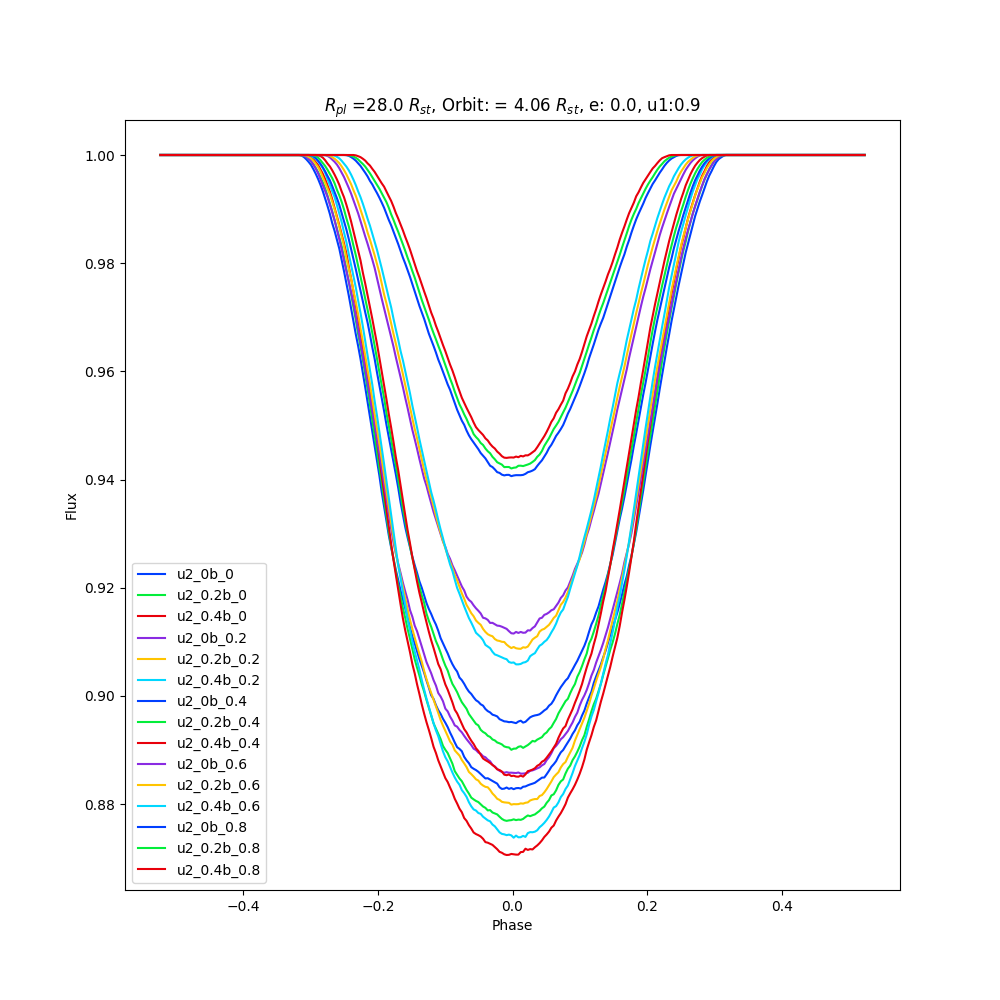 R_pl =28.0 R_st, Orbit: = 4.06 R_st, e: 0.0, u1:0.9
1.00
0.98
0.96
0.94
0.92
0.90
0.88
Flux
u2_0b_0
u2_0.2b_0
u2_0.4b_0
u2_0b_0.2
u2_0.2b_0.2
u2_0.4b_0.2
u2_0b_0.4
u2_0.2b_0.4
u2_0.4b_0.4
u2_0b_0.6
u2_0.2b_0.6
u2_0.4b_0.6
u2_0b_0.8
u2_0.2b_0.8
u2_0.4b_0.8
−0.4 −0.2 0.0 0.2 0.4
Phase